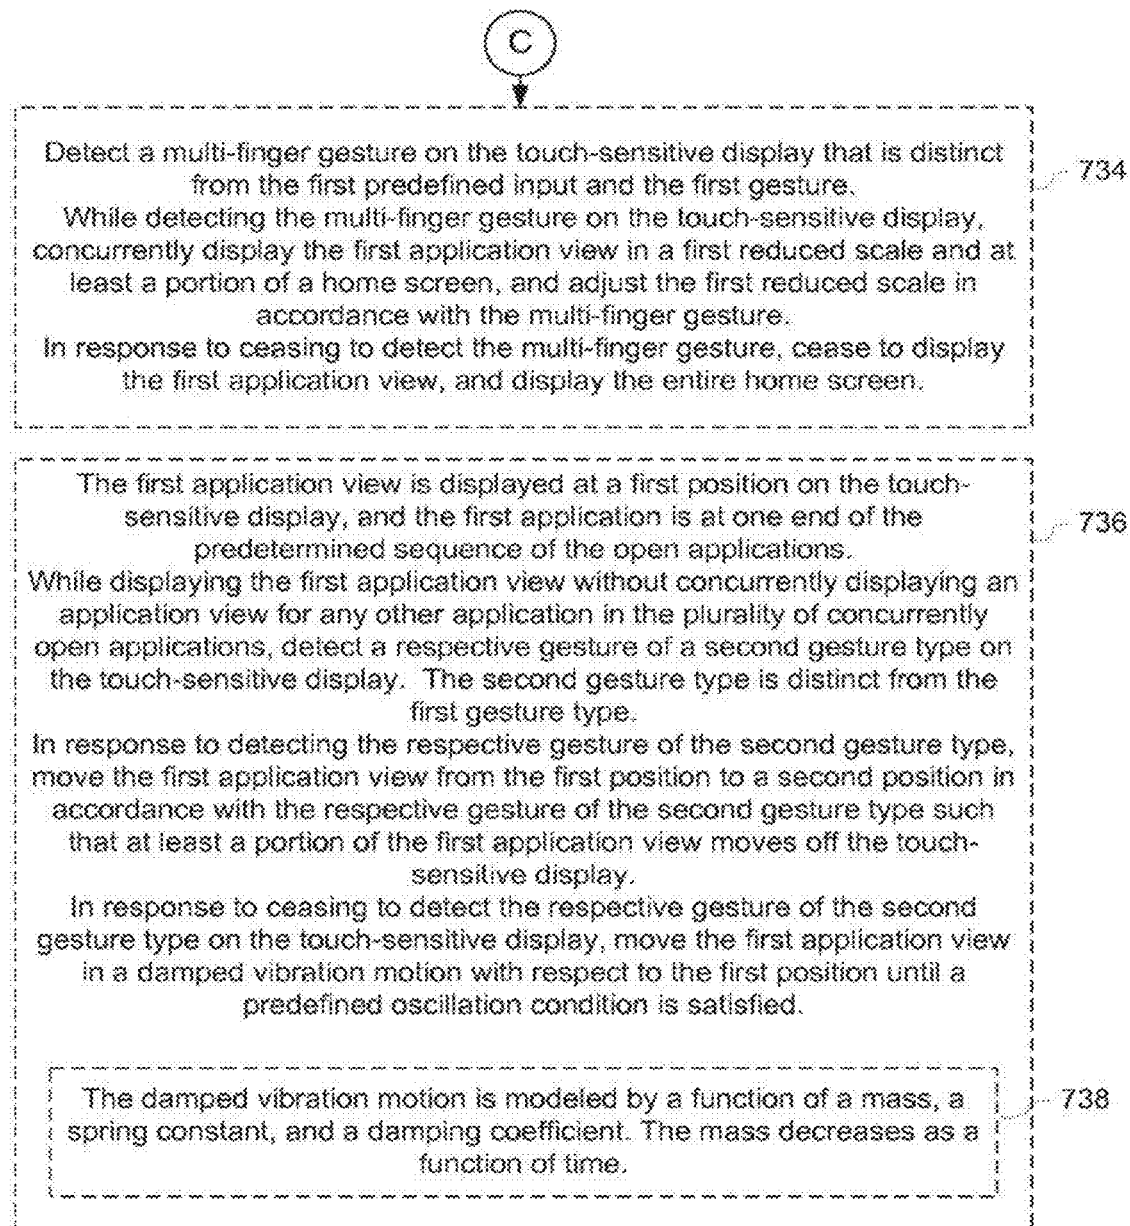 C
Detect a multi-finger gesture on the touch-sensitive display that is distinct
from the first predefined input and the first gesture.
While detecting the multi-finger gesture on the touch-sensitive display,
concurrently display the first application view in a first reduced scale and at
least a portion of a home screen, and adjust the first reduced scale in
accordance with the multi-finger gesture.
In response to ceasing to detect the multi-finger gesture, cease to display
the first application view, and display the entire home screen.
734
The first application view is displayed at a first position on the touch-
sensitive display, and the first application is at one end of the
predetermined sequence of the open applications.
While displaying the first application view without concurrently displaying an
application view for any other application in the plurality of concurrently
open applications, detect a respective gesture of a second gesture type on
the touch-sensitive display.  The second gesture type is distinct from the
first gesture type.
In response to detecting the respective gesture of the second gesture type,
move the first application view from the first position to a second position in
accordance with the respective gesture of the second gesture type such
that at least a portion of the first application view moves off the touch-
sensitive display.
In response to ceasing to detect the respective gesture of the second
gesture type on the touch-sensitive display, move the first application view
in a damped vibration motion with respect to the first position until a
predefined oscillation condition is satisfied.
736
The damped vibration motion is modeled by a function of a mass, a
spring constant, and a damping coefficient. The mass decreases as a
function of time.
738